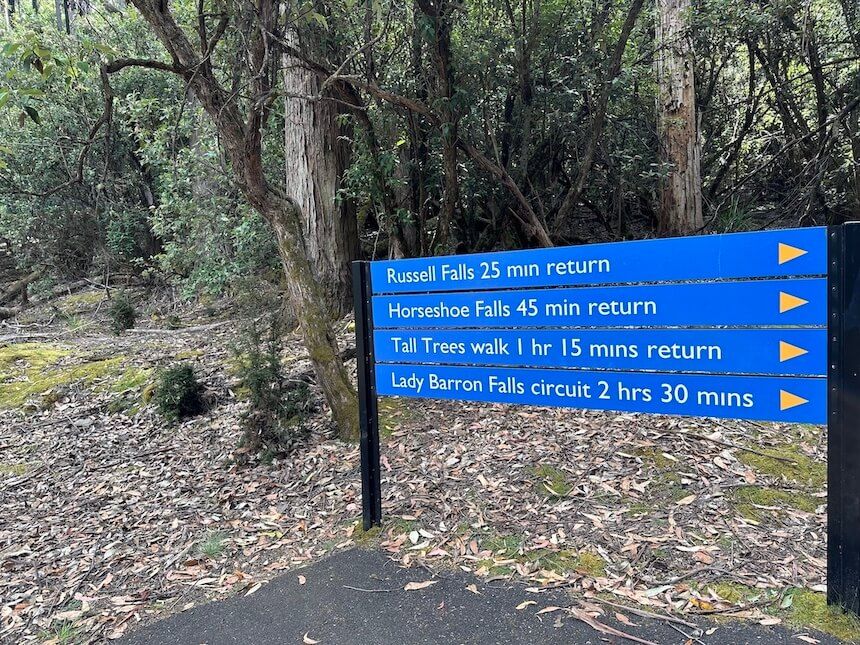 Russell Falls 25 min return
Horseshoe Falls 45 min return
Tall Trees walk 1 hr 15 mins return
Lady Barron Falls circuit 2 hrs 30 mins